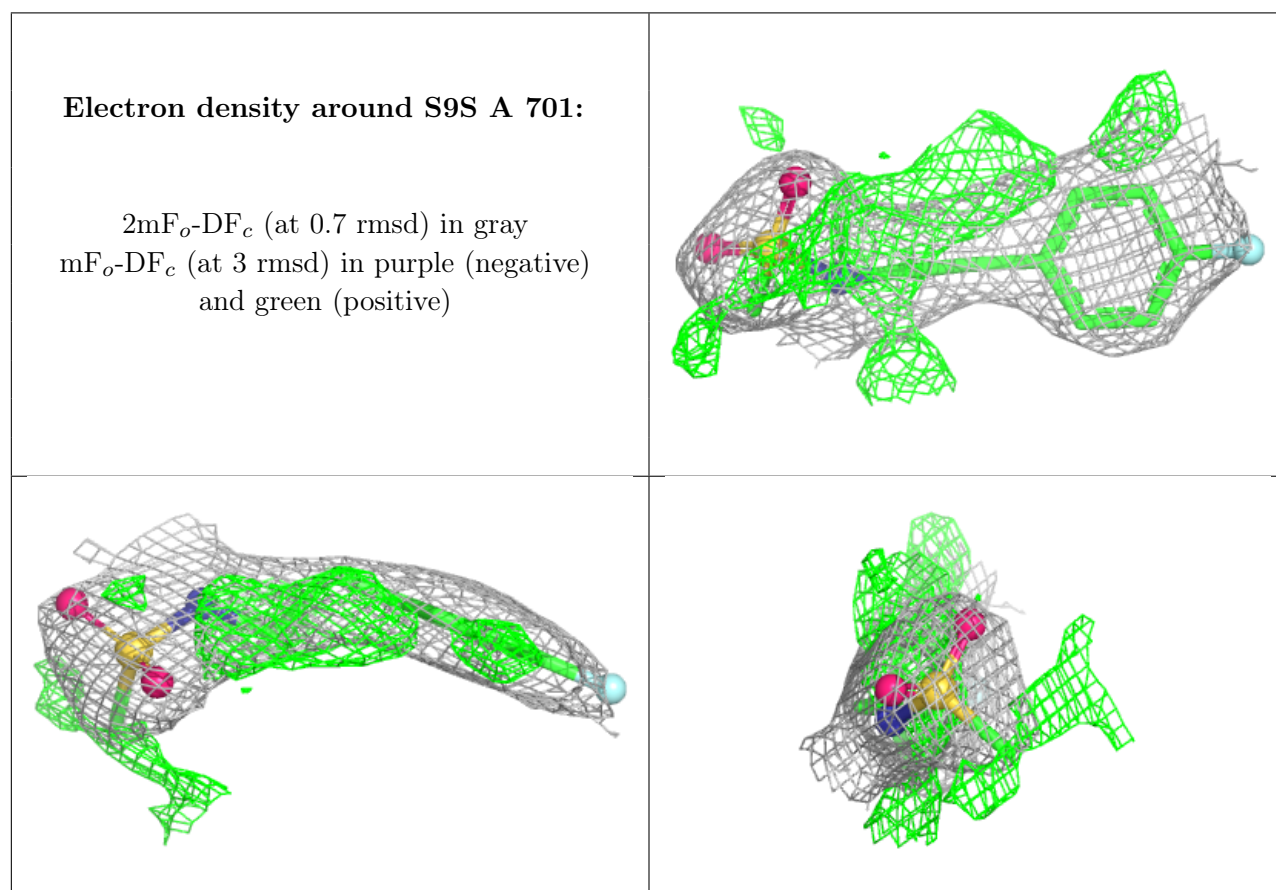 Electron density around S9S A 701:
2mFo-DFc (at 0.7 rmsd) in gray
mFo-DFc (at 3 rmsd) in purple (negative)
and green (positive)